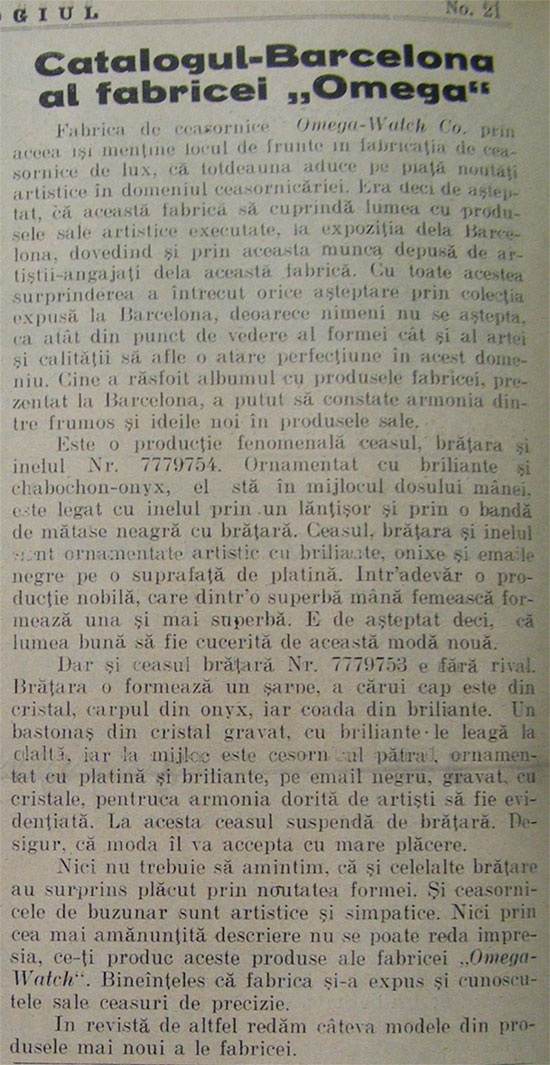 GIUL No. 21
Catalogul-Barcelona
al fabricei „Omega“
Fabrica de ceasornice Omega-Watch Co. prin
aceea își menține locul de frunte în fabricația de cea-
sornice de lux, că totdeauna aduce pe piață noutăți
artistice în domeniul ceasornicăriei. Era deci de aștep-
tat, că această fabrică să cuprindă lumea cu produ-
sele sale artistice executate, la expoziția dela Barce-
lona, dovedind și prin aceasta munca depusă de ar-
tiștii-angajați dela această fabrică. Cu toate acestea
surprinderea a întrecut orice așteptare prin colecția
expusă la Barcelona, deoarece nimeni nu se aștepta,
ca atât din punct de vedere al formei cât și al artei
și calității să afle o atare perfecțiune în acest dome-
niu. Cine a răsfoit albumul cu produsele fabricei, pre-
zentat la Barcelona, a putut să constate armonia din-
tre frumos și ideile noi în produsele sale.
Este o producție fenomenală ceasul, brățara și
inelul Nr. 7779754. Ornamentat cu briliante și
chabochon-onyx, el stă în mijlocul dosului mânei,
este legat cu inelul prin un lănțișor și prin o bandă
de mătase neagră cu brățară. Ceasul, brățara și inelul
sunt ornamentate artistic cu briliante, onixe și emaile
negre pe o suprafață de platină. Intr'adevăr o pro-
ducție nobilă, care dintr'o superbă mână femească for-
mează una și mai superbă. E de așteptat deci, că
lumea bună să fie cucerită de această modă nouă.
Dar și ceasul brățară Nr. 7779753 e fără rival.
Brățara o formează un șarpe, a cărui cap este din
cristal, carpul din onyx, iar coada din briliante. Un
bastonaș din cristal gravat, cu briliante le leagă la
olaltă, iar la mijloc este pătrat, ornamen-
tat cu platină și briliante, pe email negru, gravat, cu
cristale, pentruca armonia dorită de artiști să fie evi-
dențiată. La acesta ceasul suspendă de brățară. De-
sigur, că moda îl va accepta cu mare plăcere.
Nici nu trebuie să amintim, că și celelalte brățare
au surprins plăcut prin noutatea formei. Și ceasorni-
cele de buzunar sunt artistice și simpatice. Nici prin
cea mai amănunțită descriere nu se poate reda impre-
sia, ce-ți produc aceste produse ale fabricei „Omega-
Watch“. Bineînțeles că fabrica și-a expus și cunoscu-
tele sale ceasuri de precizie.
In revistă de altfel redăm câteva modele din pro-
dusele mai noui a le fabricei.